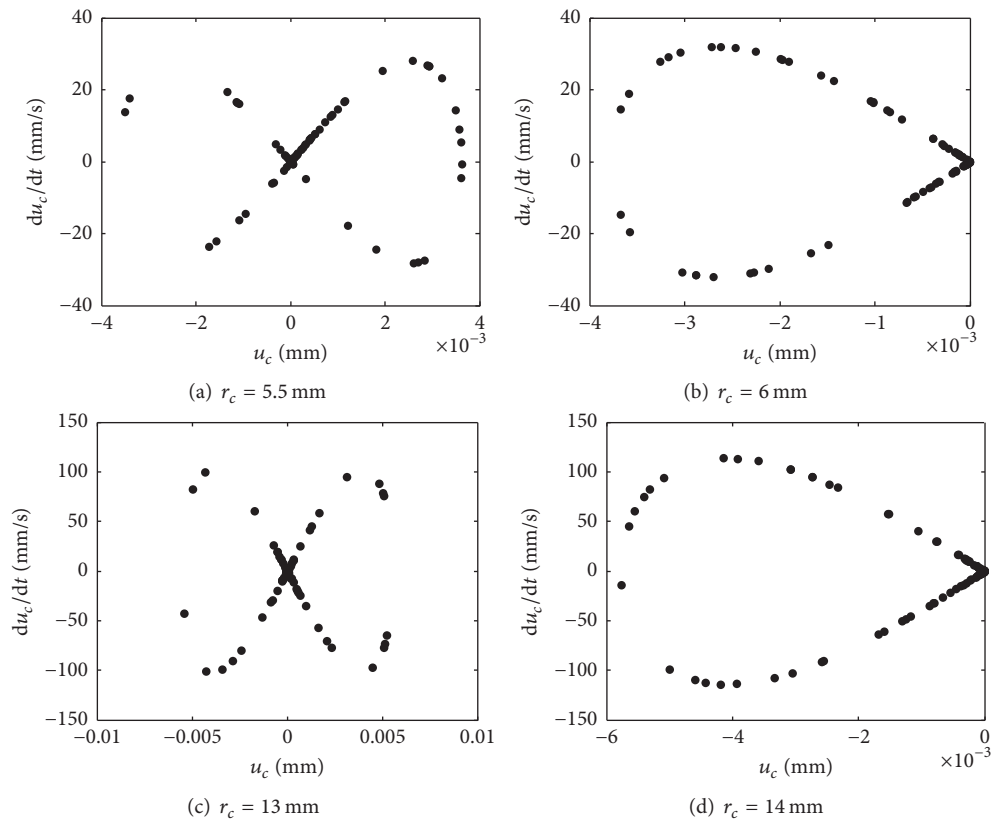 40
20
0
−20
−40
du_c/dt (mm/s)
−4 −2 0 2 4
×10⁻³
u_c (mm)
(a) r_c = 5.5 mm
40
20
0
−20
−40
du_c/dt (mm/s)
−4 −3 −2 −1 0
×10⁻³
u_c (mm)
(b) r_c = 6 mm
150
100
50
0
−50
−100
−150
du_c/dt (mm/s)
−0.01 −0.005 0 0.005 0.01
u_c (mm)
(c) r_c = 13 mm
150
100
50
0
−50
−100
−150
du_c/dt (mm/s)
−6 −4 −2 0
×10⁻³
u_c (mm)
(d) r_c = 14 mm